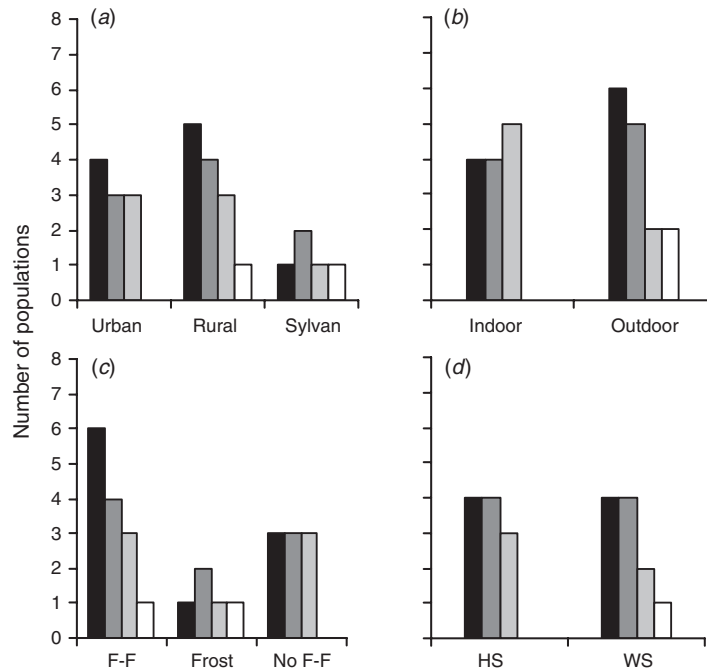 Number of populations
(a)
8
7
6
5
4
3
2
1
0
Urban Rural Sylvan
(b)
Indoor Outdoor
(c)
8
7
6
5
4
3
2
1
0
F-F Frost No F-F
(d)
HS WS